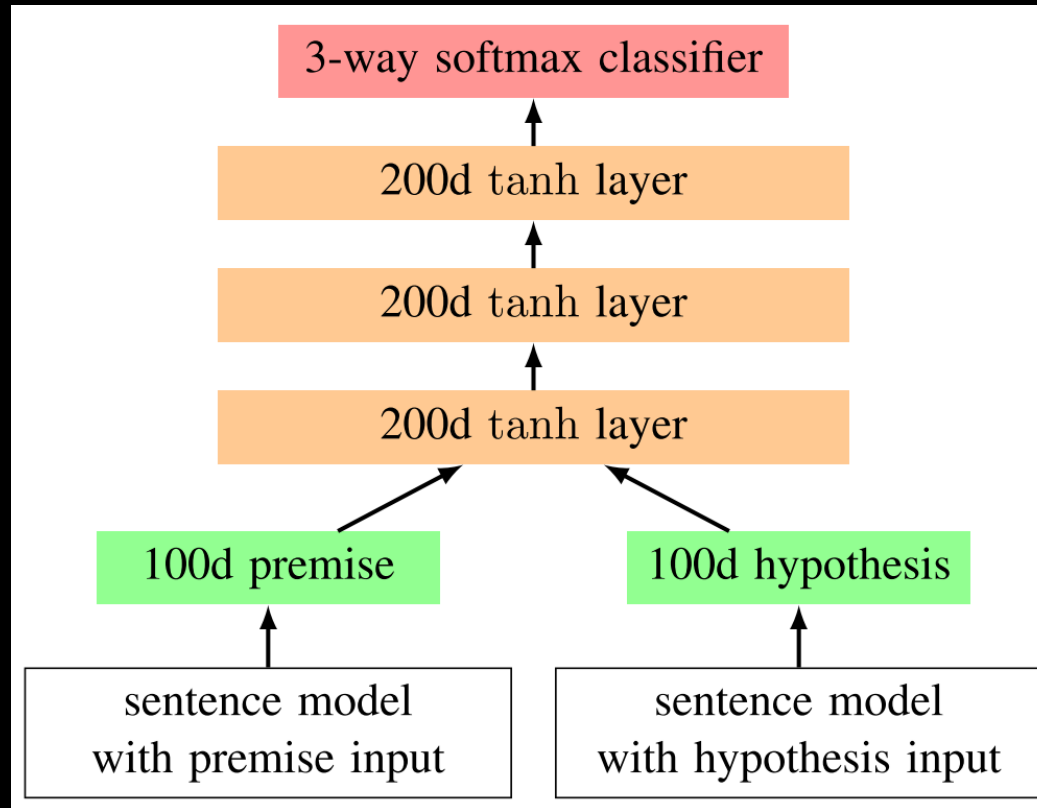 3-way softmax classifier
200d tanh layer
200d tanh layer
200d tanh layer
100d premise
100d hypothesis
sentence model
with premise input
sentence model
with hypothesis input